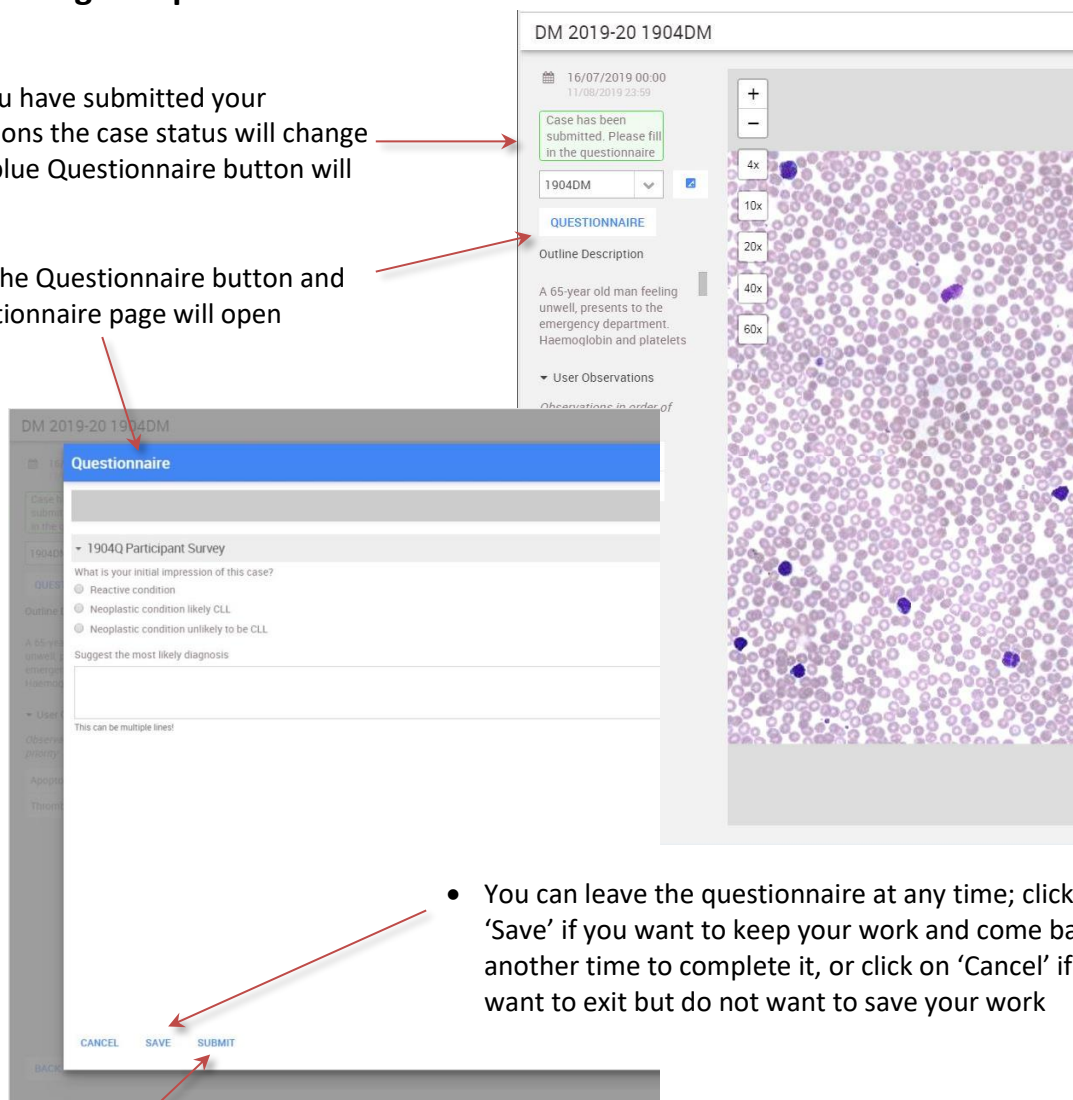 DM 2019-20 1904DM
16/07/2019 00:00
11/08/2019 23:59
Case has been
submitted. Please fill
in the questionnaire
1904DM
QUESTIONNAIRE
Outline Description
A 65-year old man feeling
unwell, presents to the
emergency department.
Haemoglobin and platelets
User Observations
Observations in order of
+
−
4x
10x
20x
40x
60x
have submitted your
the case status will change
blue Questionnaire button will
he Questionnaire button and
page will open
DM 2019-20 1904DM
Questionnaire
1904Q Participant Survey
What is your initial impression of this case?
Reactive condition
Neoplastic condition likely CLL
Neoplastic condition unlikely to be CLL
Suggest the most likely diagnosis
This can be multiple lines!
CANCEL SAVE SUBMIT
BACK
• You can leave the questionnaire at any time; click
‘Save’ if you want to keep your work and come ba
another time to complete it, or click on ‘Cancel’ if
want to exit but do not want to save your work